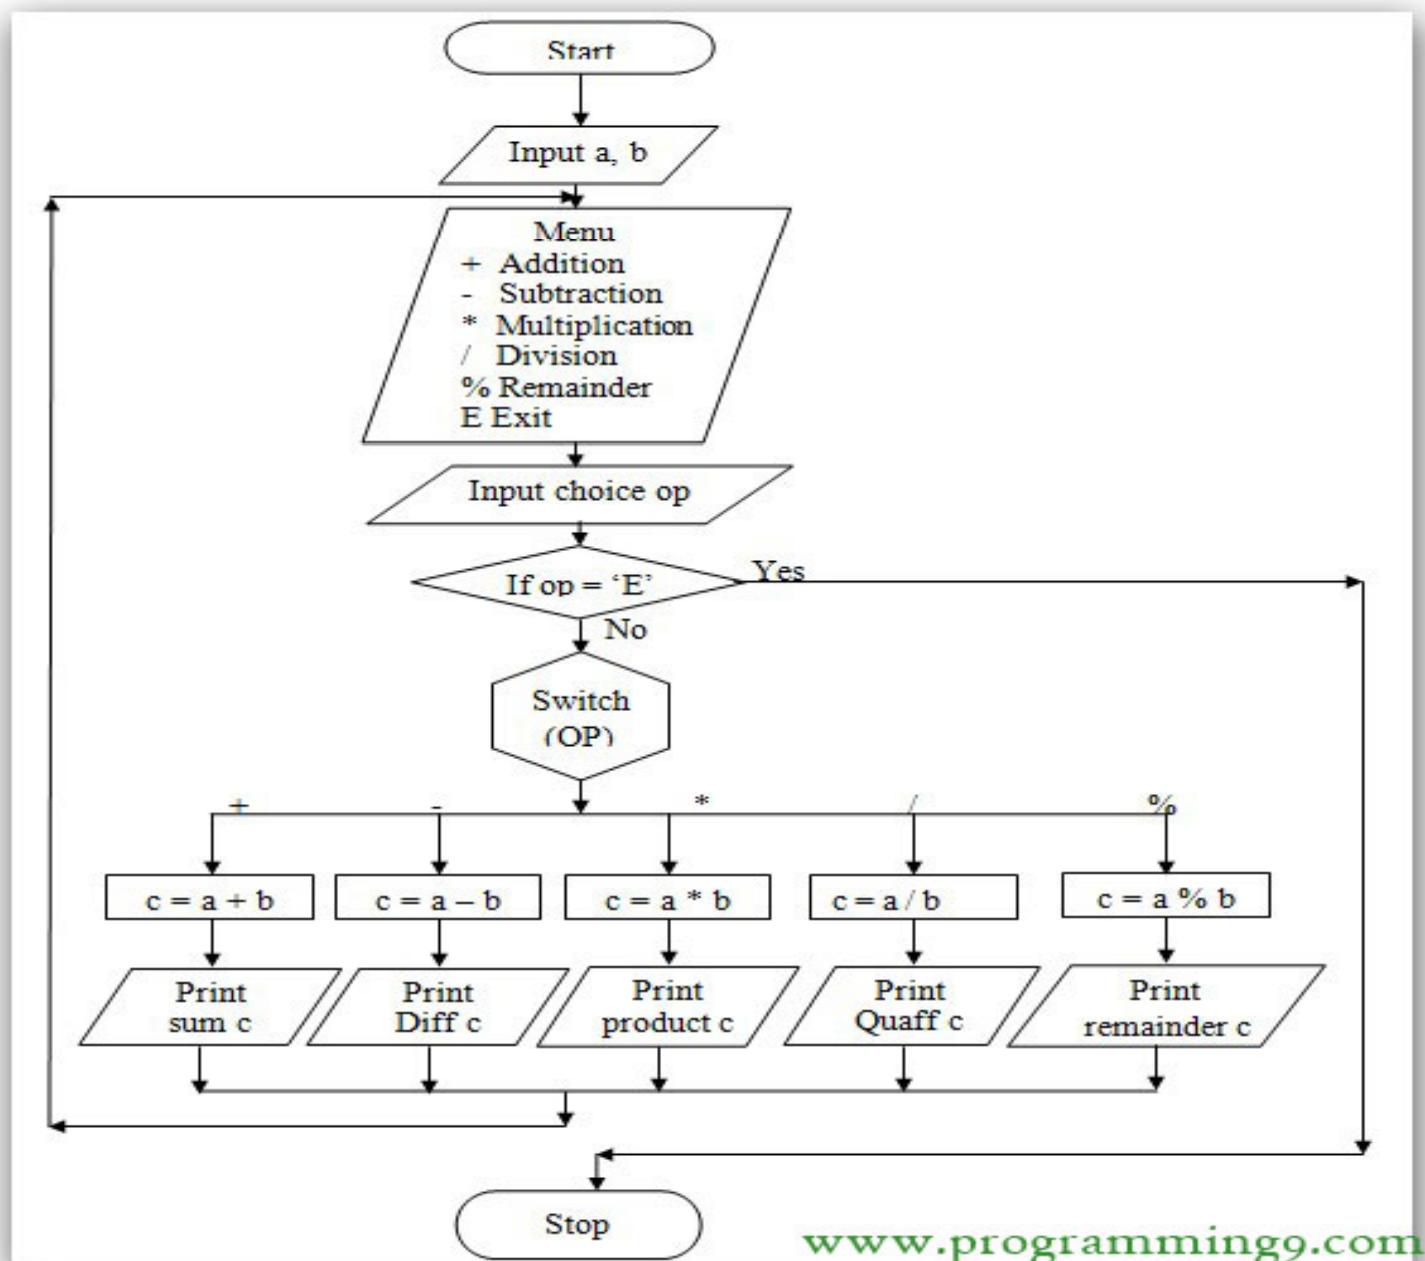 Start
Input a, b
Menu
+ Addition
- Subtraction
* Multiplication
/ Division
% Remainder
E Exit
Input choice op
If op = ‘E’
Yes
No
Switch
(OP)
+ - * / %
c = a + b
c = a – b
c = a * b
c = a / b
c = a % b
Print
sum c
Print
Diff c
Print
product c
Print
Quaff c
Print
remainder c
Stop
www.programming9.com